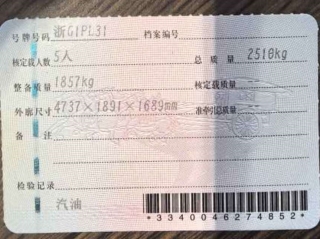 号牌号码 浙G1PL31 档案编号
核定载人数 5人 总质量 2510kg
整备质量 1857kg 核定载质量
外廓尺寸 4737×1891×1689mm 准牵引总质量
备注
检验记录
汽油
*3340046274852*